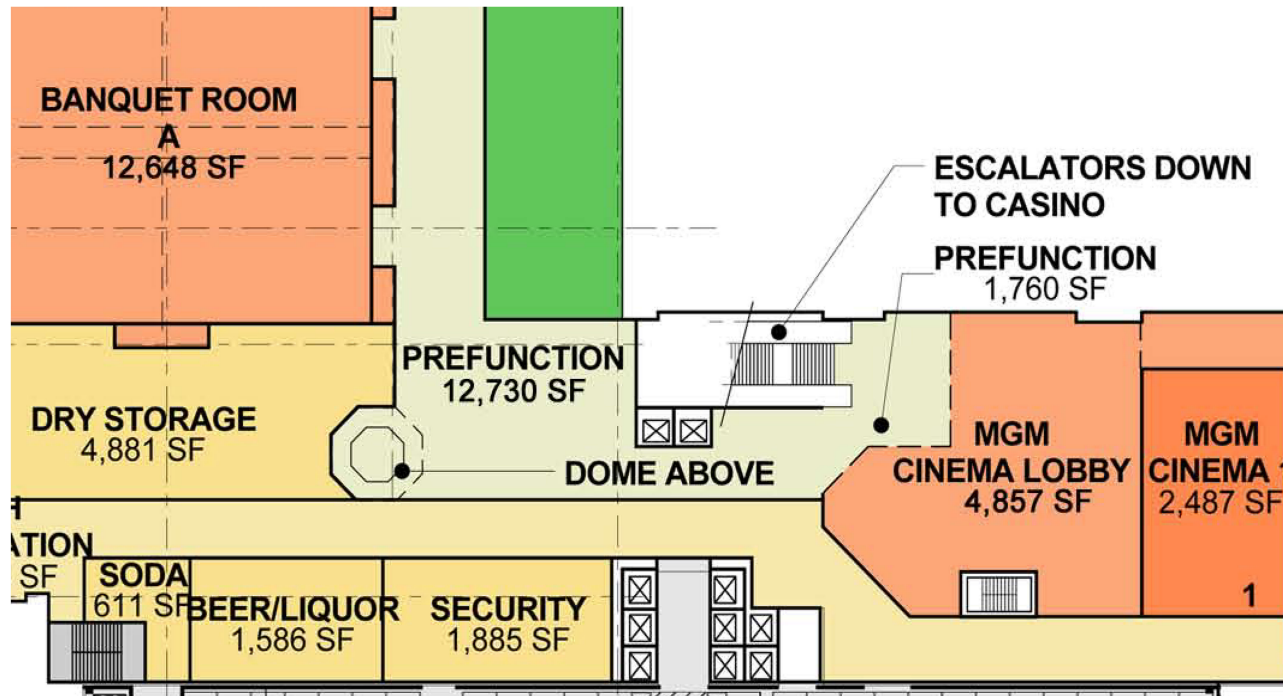 BANQUET ROOM
A
12,648 SF
ESCALATORS DOWN
TO CASINO
PREFUNCTION
1,760 SF
PREFUNCTION
12,730 SF
DRY STORAGE
4,881 SF
DOME ABOVE
MGM
CINEMA LOBBY
4,857 SF
MGM
CINEMA
2,487 SF
1
SF
SODA
611 SF
BEER/LIQUOR
1,586 SF
SECURITY
1,885 SF